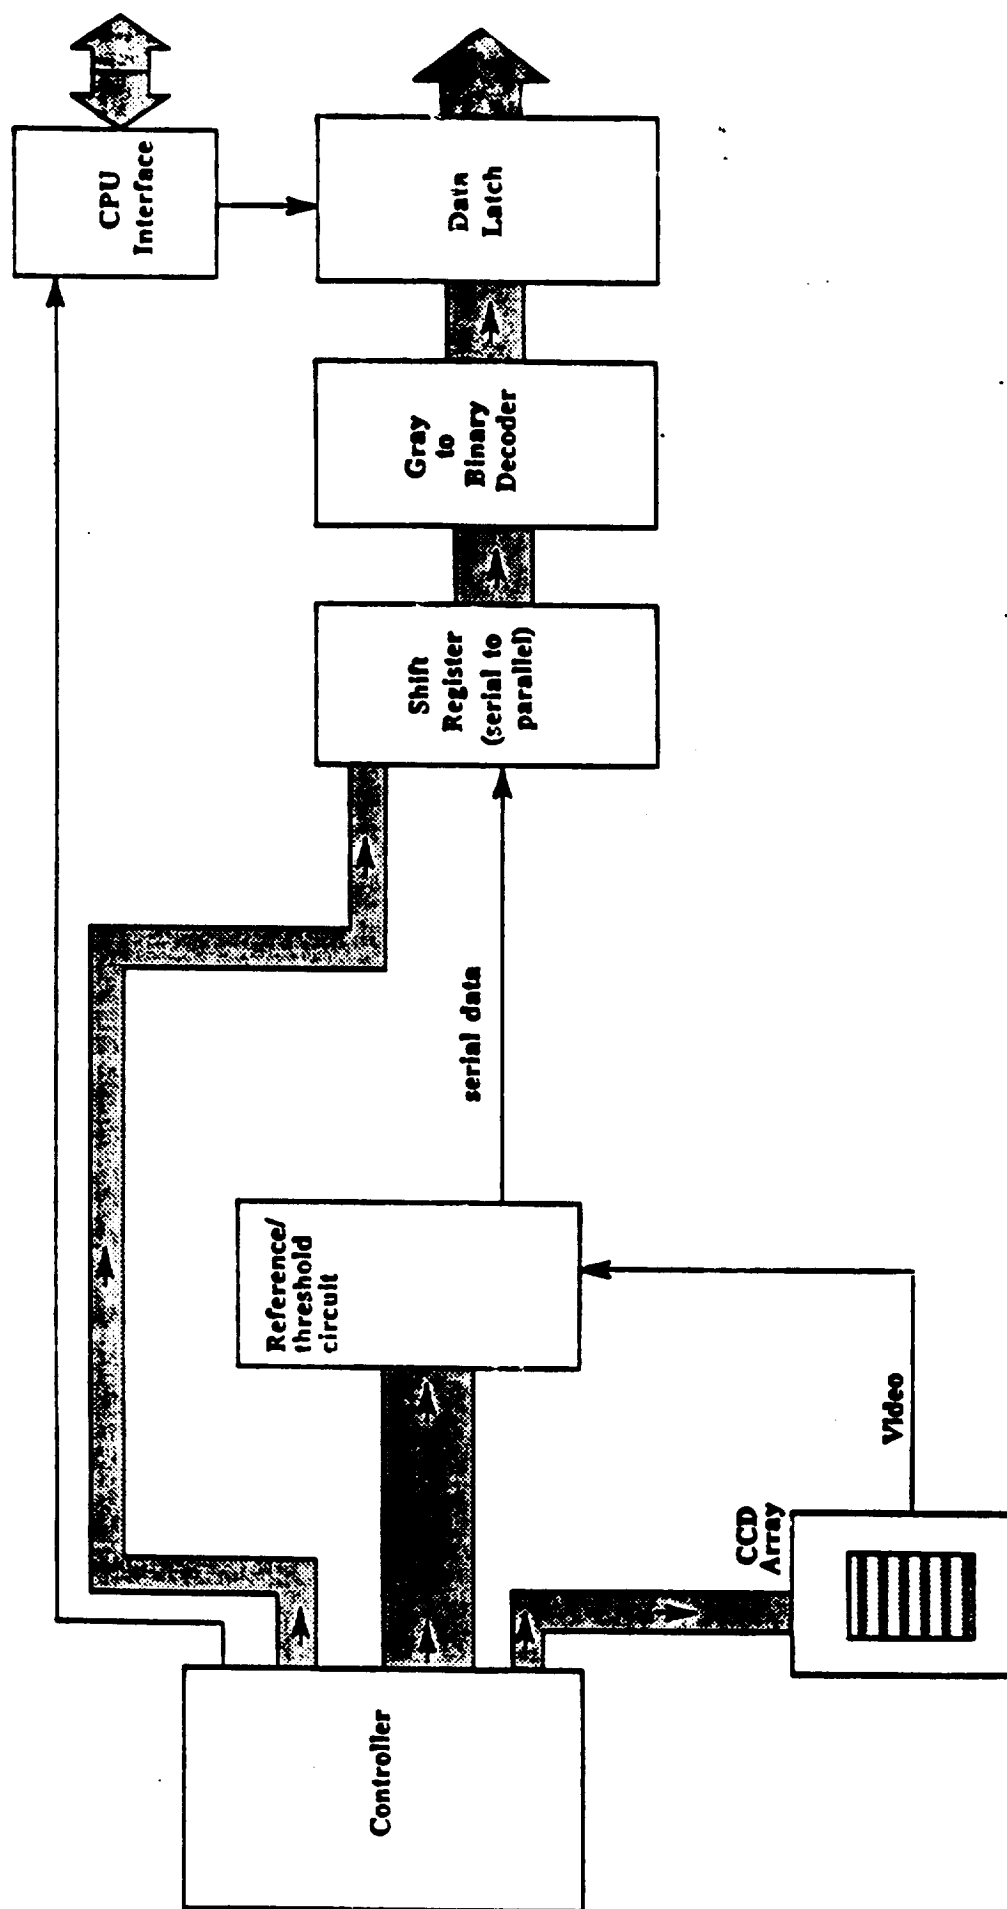 Controller
CCD
Array
Video
Reference/
threshold
circuit
serial data
Shift
Register
(serial to
parallel)
Gray
to
Binary
Decoder
Data
Latch
CPU
Interface